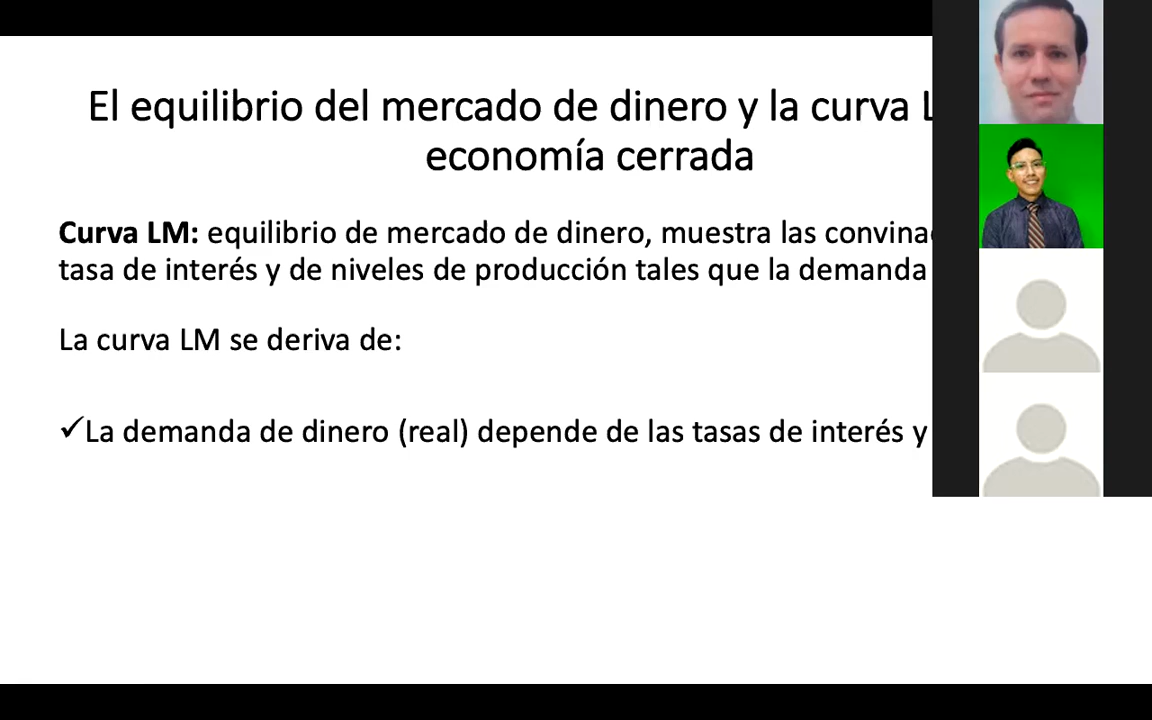 El equilibrio del mercado de dinero y la curva L
economía cerrada
Curva LM: equilibrio de mercado de dinero, muestra las convina
tasa de interés y de niveles de producción tales que la demanda
La curva LM se deriva de:
✓La demanda de dinero (real) depende de las tasas de interés y